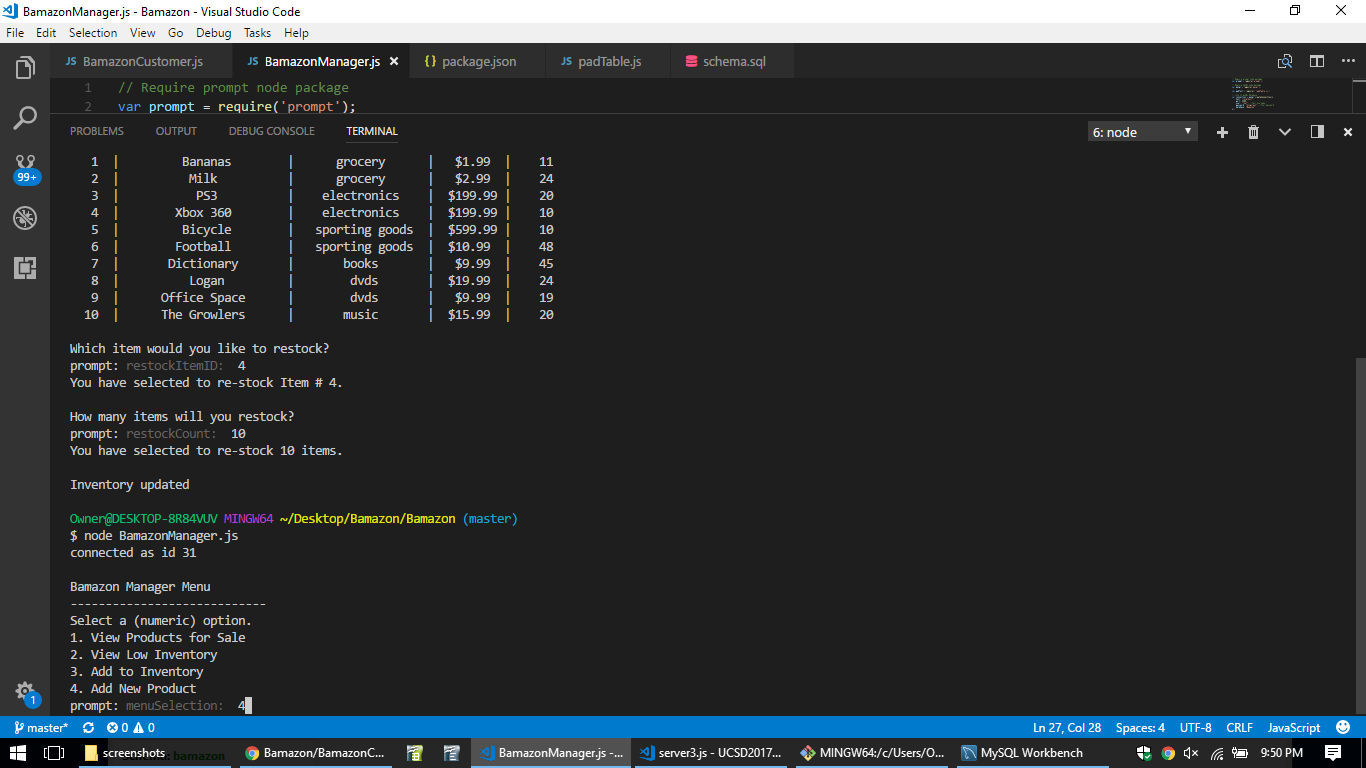 BamazonManager.js - Bamazon - Visual Studio Code
File Edit Selection View Go Debug Tasks Help
JS BamazonCustomer.js JS BamazonManager.js {} package.json JS padTable.js schema.sql
1 // Require prompt node package
2 var prompt = require('prompt');
PROBLEMS OUTPUT DEBUG CONSOLE TERMINAL 6: node
1 | Bananas | grocery | $1.99 | 11
2 | Milk | grocery | $2.99 | 24
3 | PS3 | electronics | $199.99 | 20
4 | Xbox 360 | electronics | $199.99 | 10
5 | Bicycle | sporting goods | $599.99 | 10
6 | Football | sporting goods | $10.99 | 48
7 | Dictionary | books | $9.99 | 45
8 | Logan | dvds | $19.99 | 24
9 | Office Space | dvds | $9.99 | 19
10 | The Growlers | music | $15.99 | 20
Which item would you like to restock?
prompt: restockItemID: 4
You have selected to re-stock Item # 4.
How many items will you restock?
prompt: restockCount: 10
You have selected to re-stock 10 items.
Inventory updated
Owner@DESKTOP-8R84VUV MINGW64 ~/Desktop/Bamazon/Bamazon (master)
$ node BamazonManager.js
connected as id 31
Bamazon Manager Menu
----------------------------
Select a (numeric) option.
1. View Products for Sale
2. View Low Inventory
3. Add to Inventory
4. Add New Product
prompt: menuSelection: 4
99+
1
master* 0 0 Ln 27, Col 28 Spaces: 4 UTF-8 CRLF JavaScript
screenshots Bamazon/BamazonC... BamazonManager.js -... server3.js - UCSD2017... MINGW64:/c/Users/O... MySQL Workbench 9:50 PM
schema: bamazon